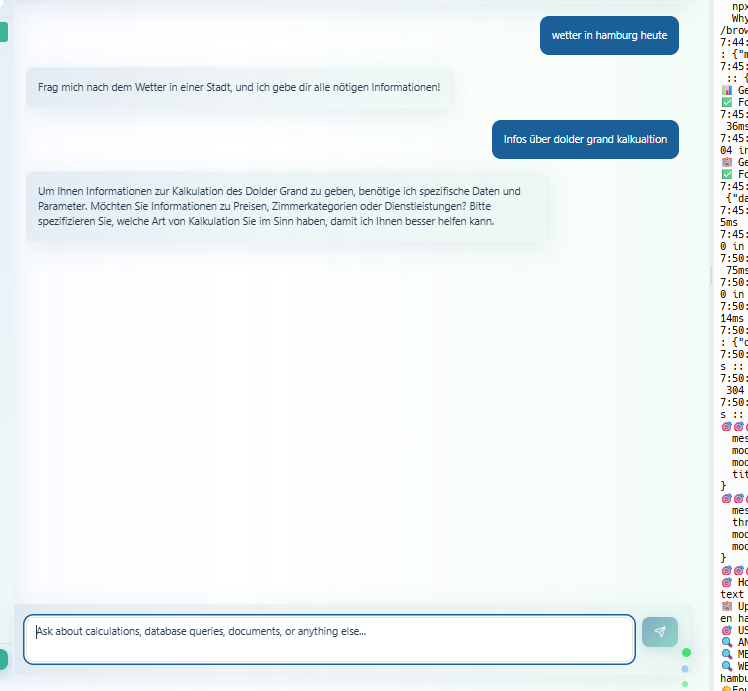 wetter in hamburg heute
Frag mich nach dem Wetter in einer Stadt, und ich gebe dir alle nötigen Informationen!
Infos über dolder grand kalkualtion
Um Ihnen Informationen zur Kalkulation des Dolder Grand zu geben, benötige ich spezifische Daten und
Parameter. Möchten Sie Informationen zu Preisen, Zimmerkategorien oder Dienstleistungen? Bitte
spezifizieren Sie, welche Art von Kalkulation Sie im Sinn haben, damit ich Ihnen besser helfen kann.
Ask about calculations, database queries, documents, or anything else...
npx
Why
/brow
7:44:
: {"m
7:45:
:: {
Ge
Fo
7:45:
36ms
7:45:
04 in
Ge
Fo
7:45:
{"da
7:45:
5ms
7:45:
0 in
7:50:
75ms
7:50:
0 in
7:50:
14ms
7:50:
: {"c
7:50:
s ::
7:50:
304
7:50:
s ::
mes
mod
mod
tit
}
mes
thr
mod
mod
}
Ho
text
Up
en ha
US
AN
ME
WE
hambu
Fou